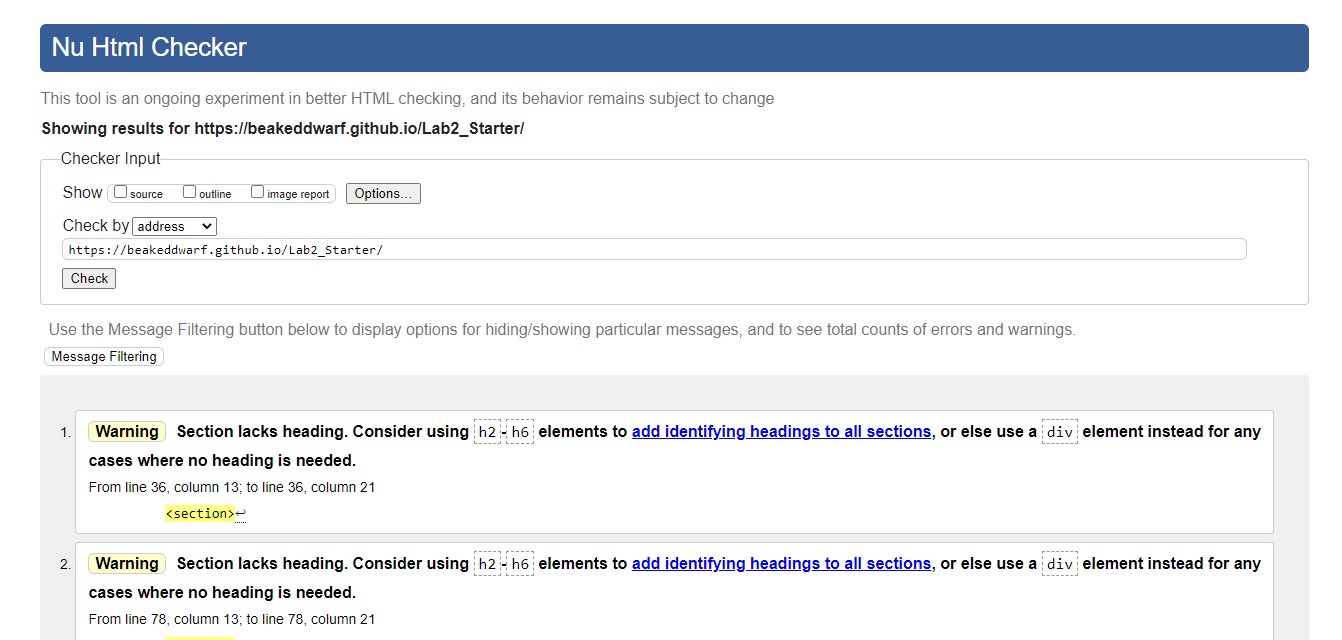 Nu Html Checker
This tool is an ongoing experiment in better HTML checking, and its behavior remains subject to change
Showing results for https://beakeddwarf.github.io/Lab2_Starter/
Checker Input
Show source outline image report Options...
Check by address
https://beakeddwarf.github.io/Lab2_Starter/
Check
Use the Message Filtering button below to display options for hiding/showing particular messages, and to see total counts of errors and warnings.
Message Filtering
1. Warning Section lacks heading. Consider using h2-h6 elements to add identifying headings to all sections, or else use a div element instead for any
cases where no heading is needed.
From line 36, column 13; to line 36, column 21
<section>↩
2. Warning Section lacks heading. Consider using h2-h6 elements to add identifying headings to all sections, or else use a div element instead for any
cases where no heading is needed.
From line 78, column 13; to line 78, column 21